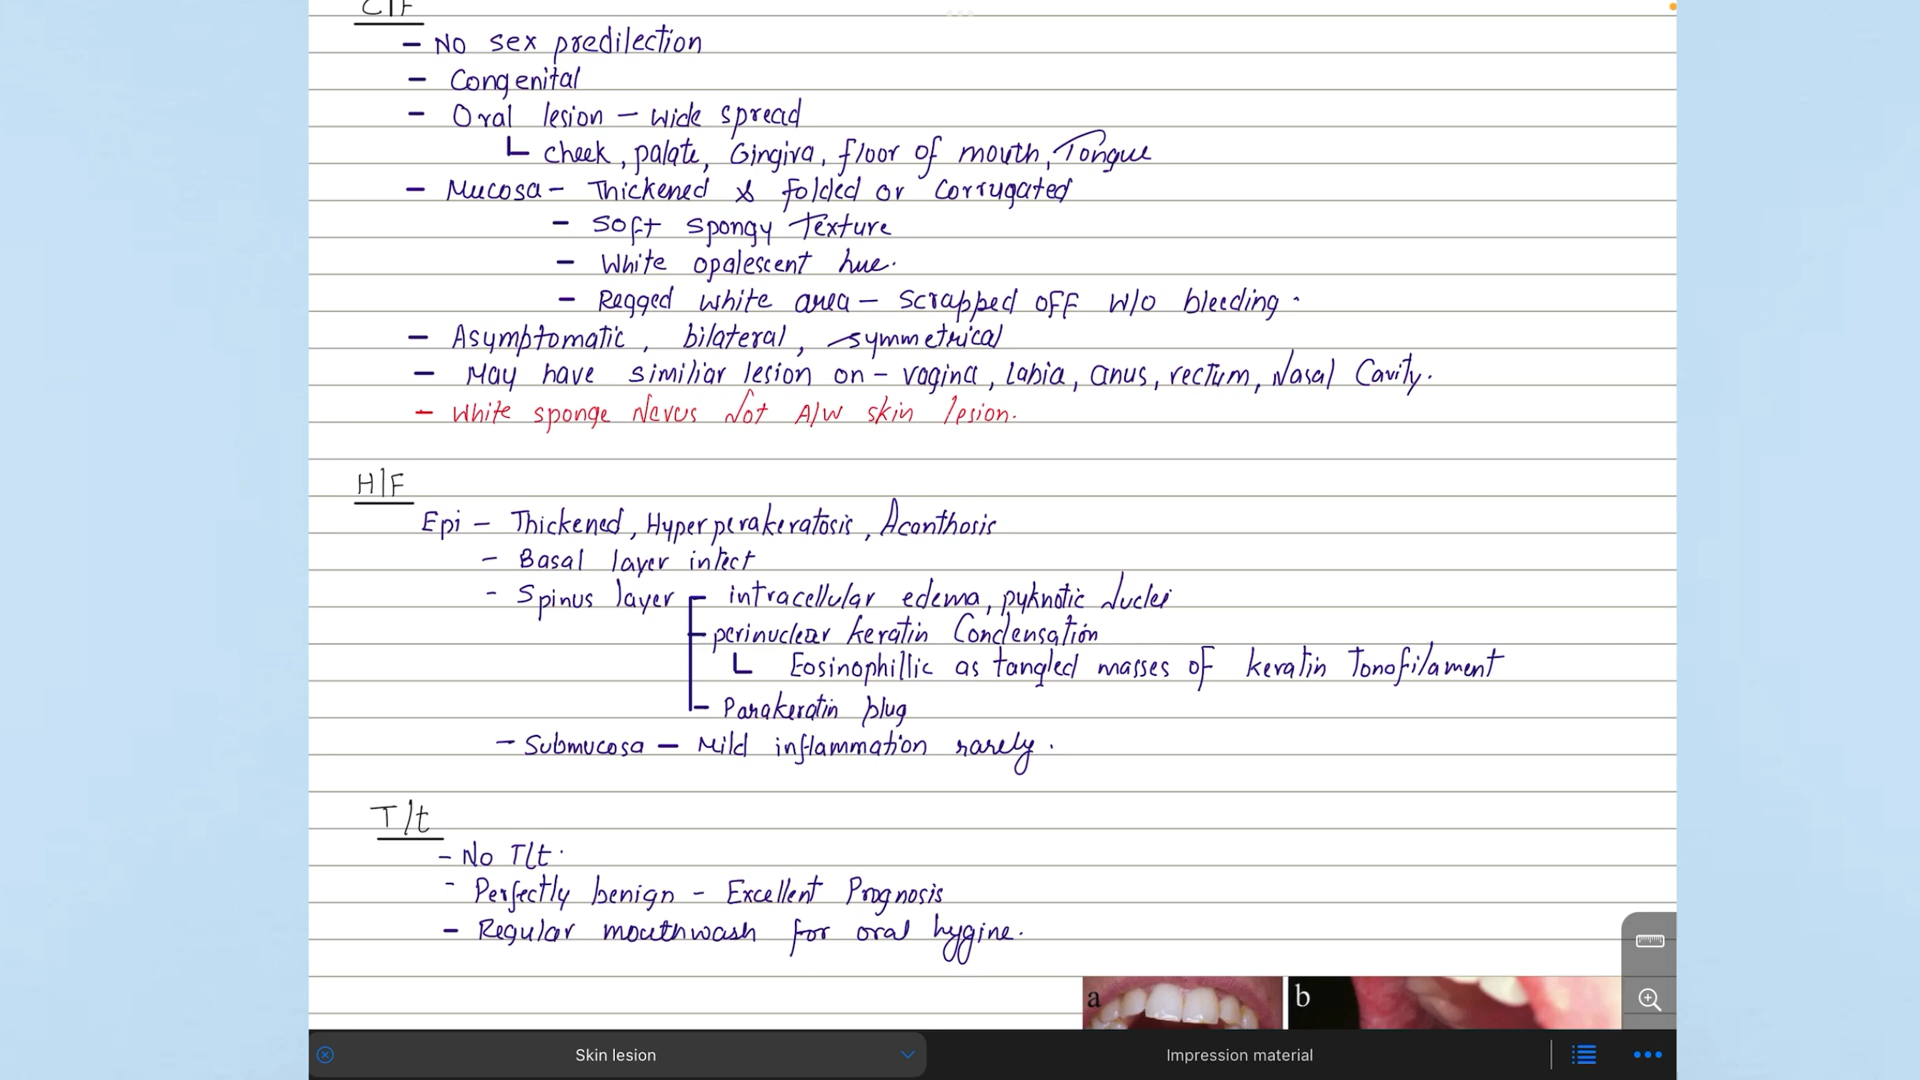 C/F
- No sex predilection
- Congenital
- Oral lesion - wide spread
cheek, palate, Gingiva, floor of mouth, Tongue
- Mucosa - Thickened & folded or Corrugated
- Soft spongy Texture
- White opalescent hue.
- Ragged white area - scrapped off w/o bleeding.
- Asymptomatic, bilateral, symmetrical
- May have similiar lesion on - vagina, labia, anus, rectum, Nasal Cavity.
- White sponge Nevus Not A/W skin lesion.
H/F
Epi - Thickened, Hyperperakeratosis, Acanthosis
- Basal layer intect
- Spinus layer - intracellular edema, pyknotic Nuclei
- perinuclear keratin Condensation
Eosinophillic as tangled masses of keratin Tonofilament
- Parakeratin plug
- Submucosa - Mild inflammation rarely.
T/t
- No T/t.
- Perfectly benign - Excellent Prognosis
- Regular mouthwash for oral hygine.
a b
Skin lesion Impression material